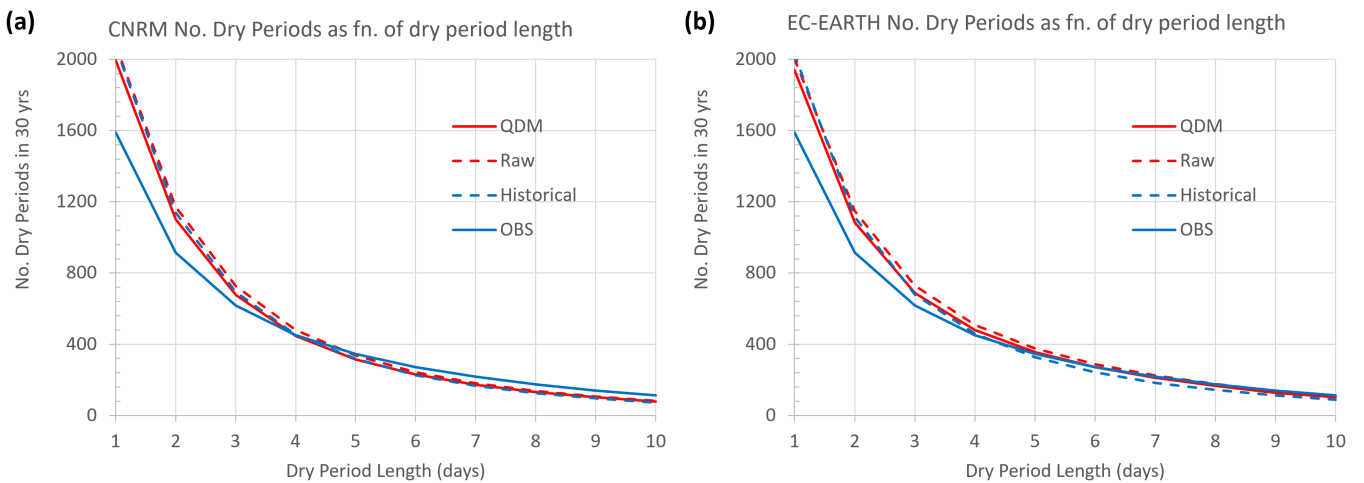 (a)
CNRM No. Dry Periods as fn. of dry period length
No. Dry Periods in 30 yrs
2000
1600
1200
800
400
0
QDM
Raw
Historical
OBS
1 2 3 4 5 6 7 8 9 10
Dry Period Length (days)
(b)
EC-EARTH No. Dry Periods as fn. of dry period length
No. Dry Periods in 30 yrs
2000
1600
1200
800
400
0
QDM
Raw
Historical
OBS
1 2 3 4 5 6 7 8 9 10
Dry Period Length (days)